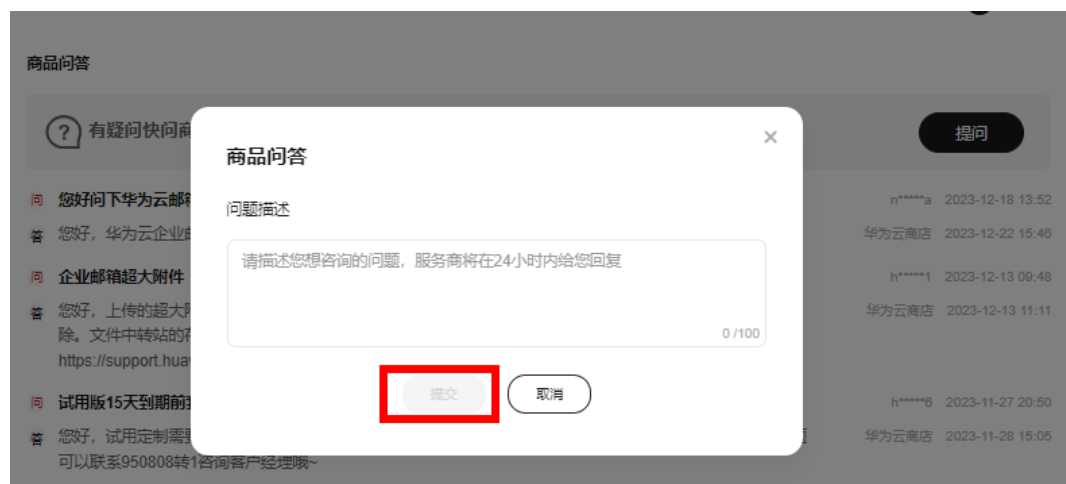 商品问答
有疑问快问商
提问
商品问答
×
问题描述
请描述您想咨询的问题，服务商将在24小时内给您回复
0 /100
提交
取消
问 您好问下华为云邮箱
n*****a 2023-12-18 13:52
答 您好，华为云企业邮
华为云商店 2023-12-22 15:46
问 企业邮箱超大附件
h*****1 2023-12-13 09:48
答 您好，上传的超大附
华为云商店 2023-12-13 11:11
除。文件中转站的存
https://support.hua
问 试用版15天到期前
h*****6 2023-11-27 20:50
答 您好，试用定制需要
华为云商店 2023-11-28 15:05
可以联系950808转1咨询客户经理哦~